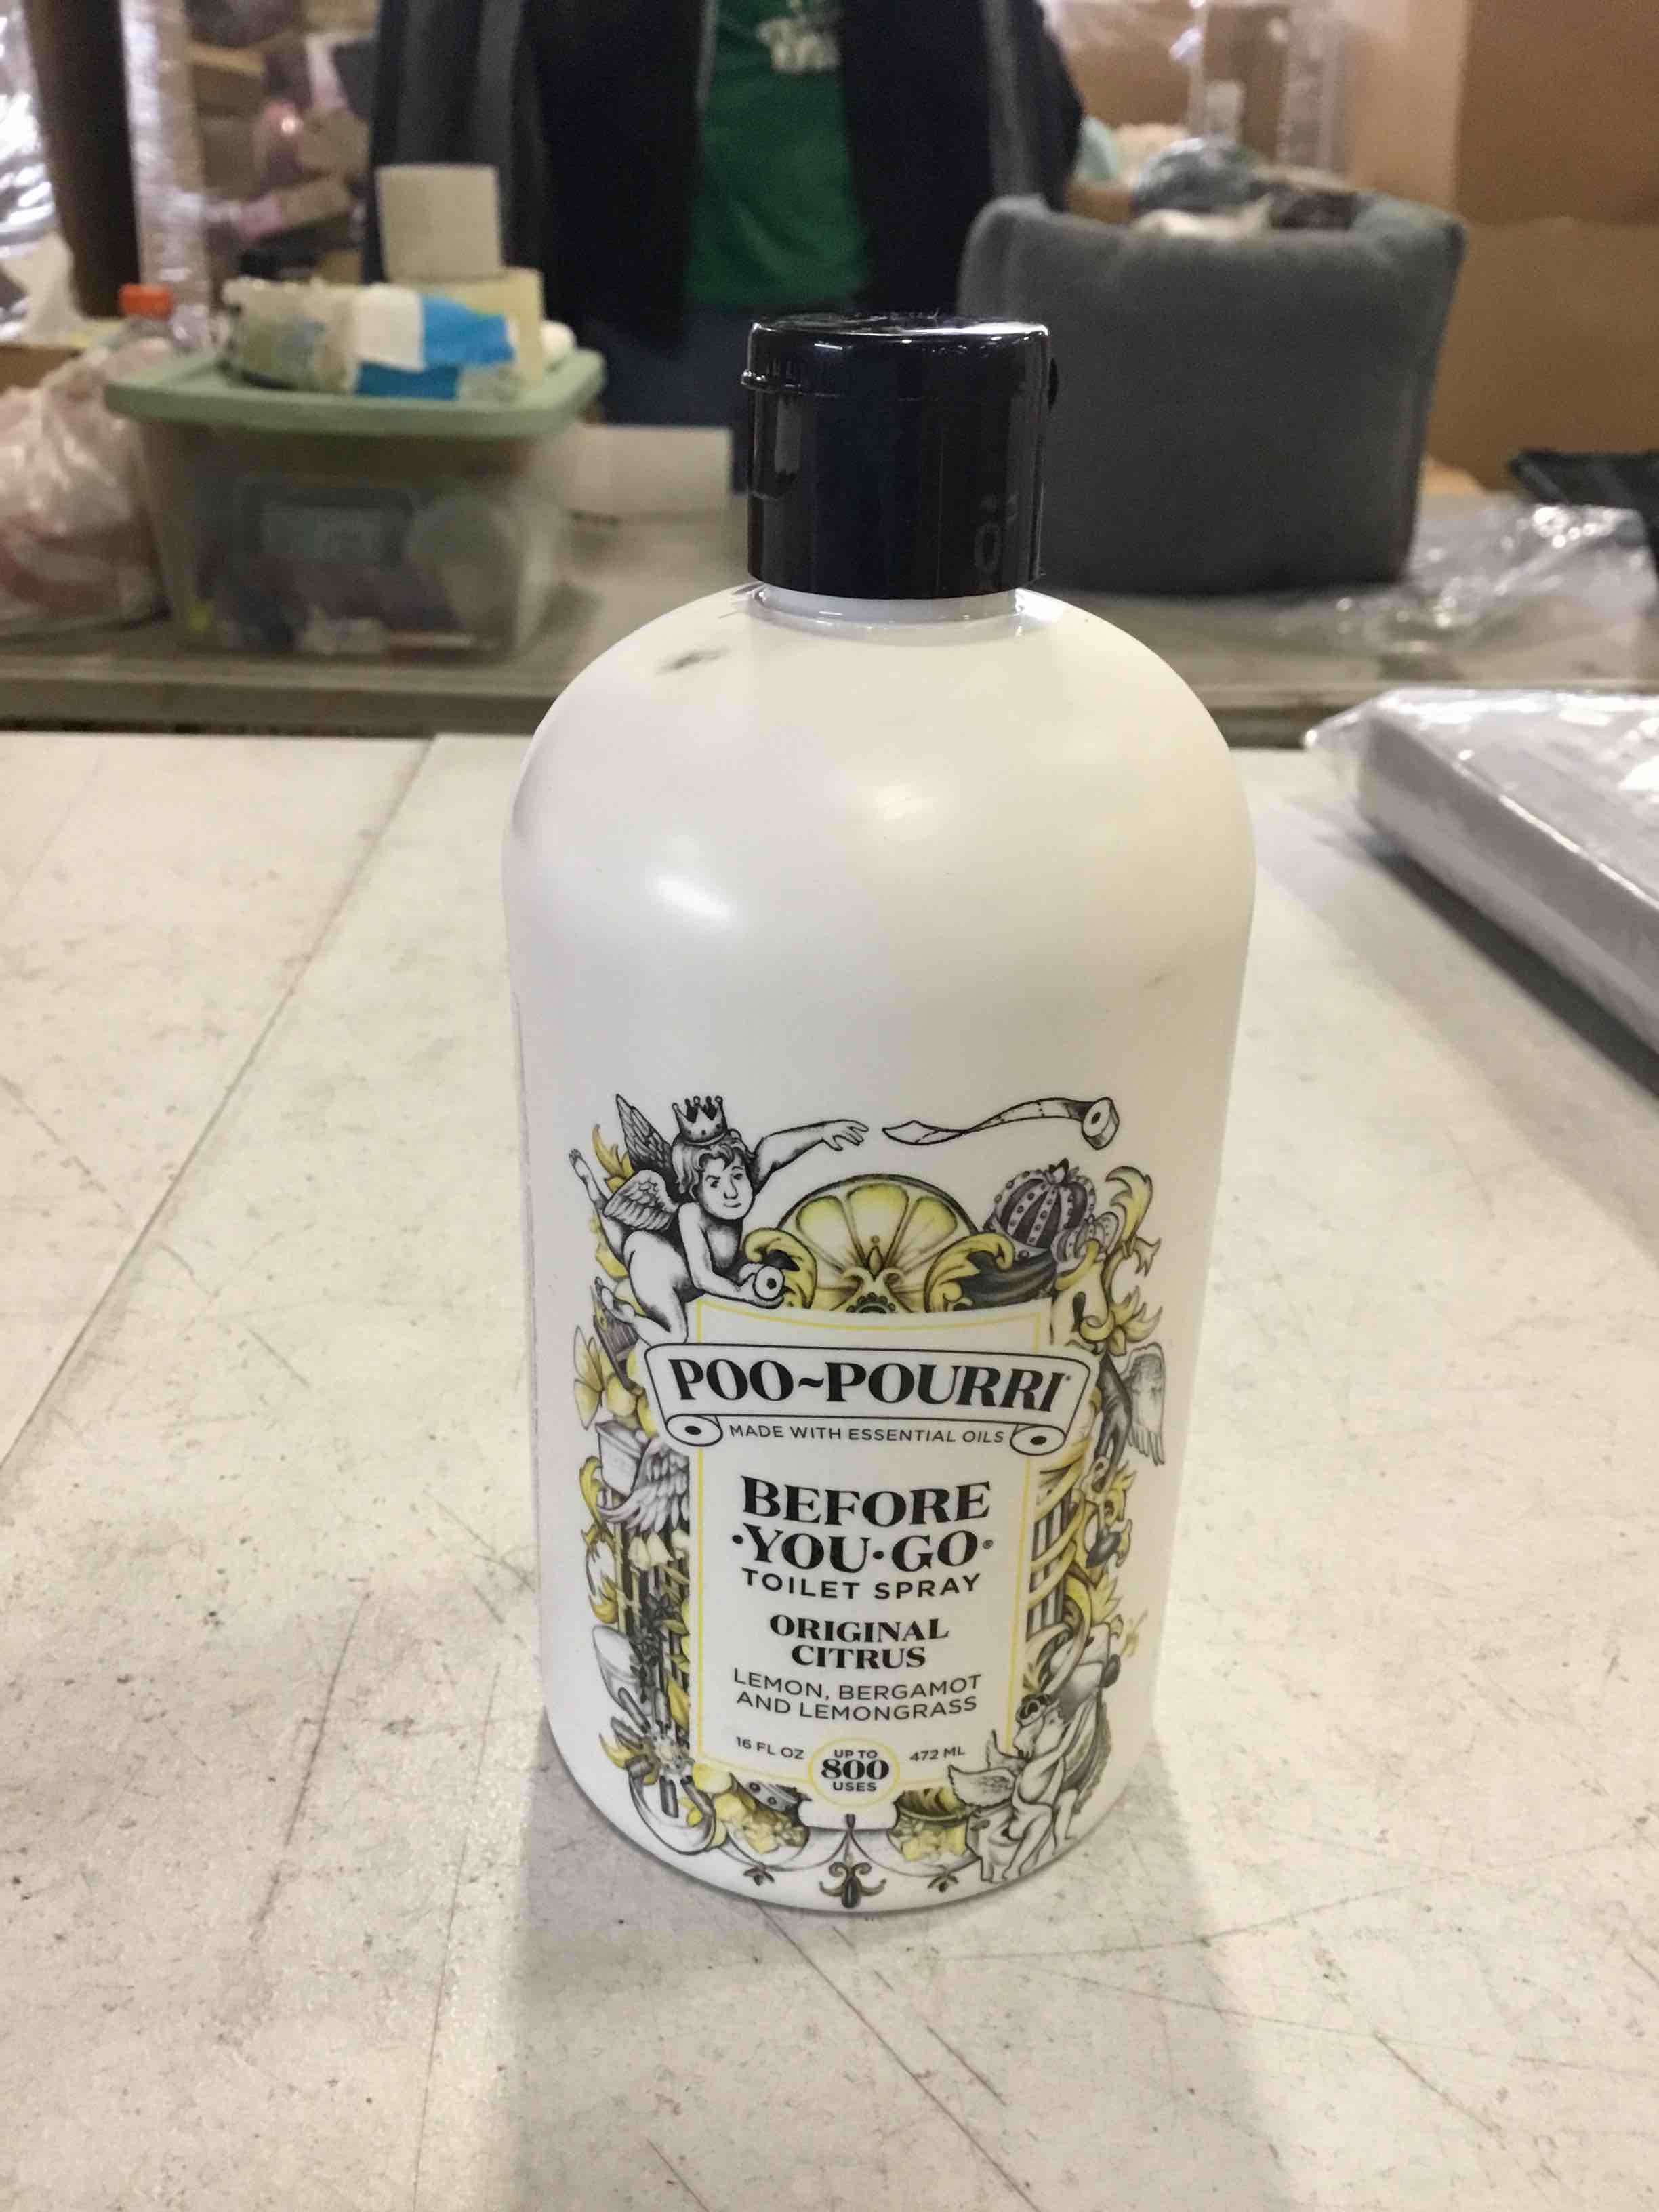 POO~POURRI®
MADE WITH ESSENTIAL OILS
BEFORE
·YOU·GO®
TOILET SPRAY
ORIGINAL
CITRUS
LEMON, BERGAMOT
AND LEMONGRASS
16 FL OZ
UP TO
800
USES
472 ML